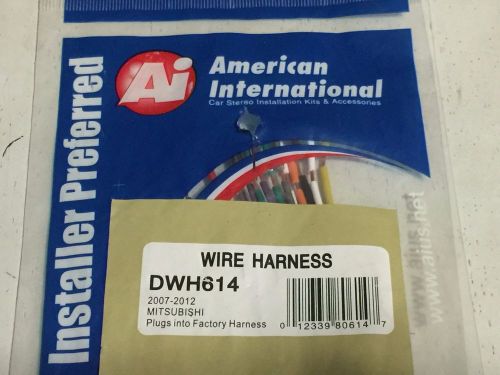 Installer Preferred
Ai
American
International
Car Stereo Installation Kits & Accessories
www.aius.net
WIRE HARNESS
DWH614
2007-2012
MITSUBISHI
Plugs into Factory Harness
0 12339 80614 7